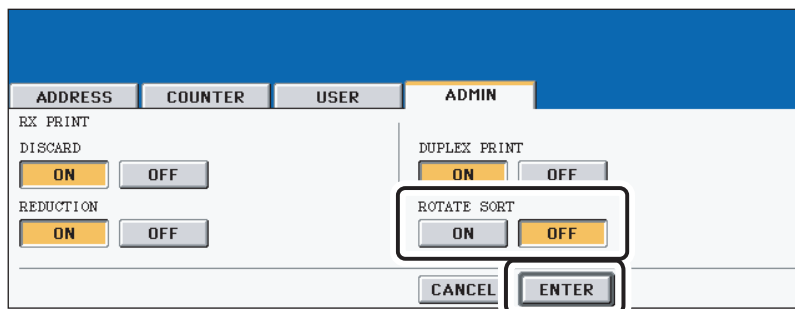 ADDRESS COUNTER USER ADMIN
RX PRINT
DISCARD DUPLEX PRINT
ON OFF ON OFF
REDUCTION ROTATE SORT
ON OFF ON OFF
CANCEL ENTER